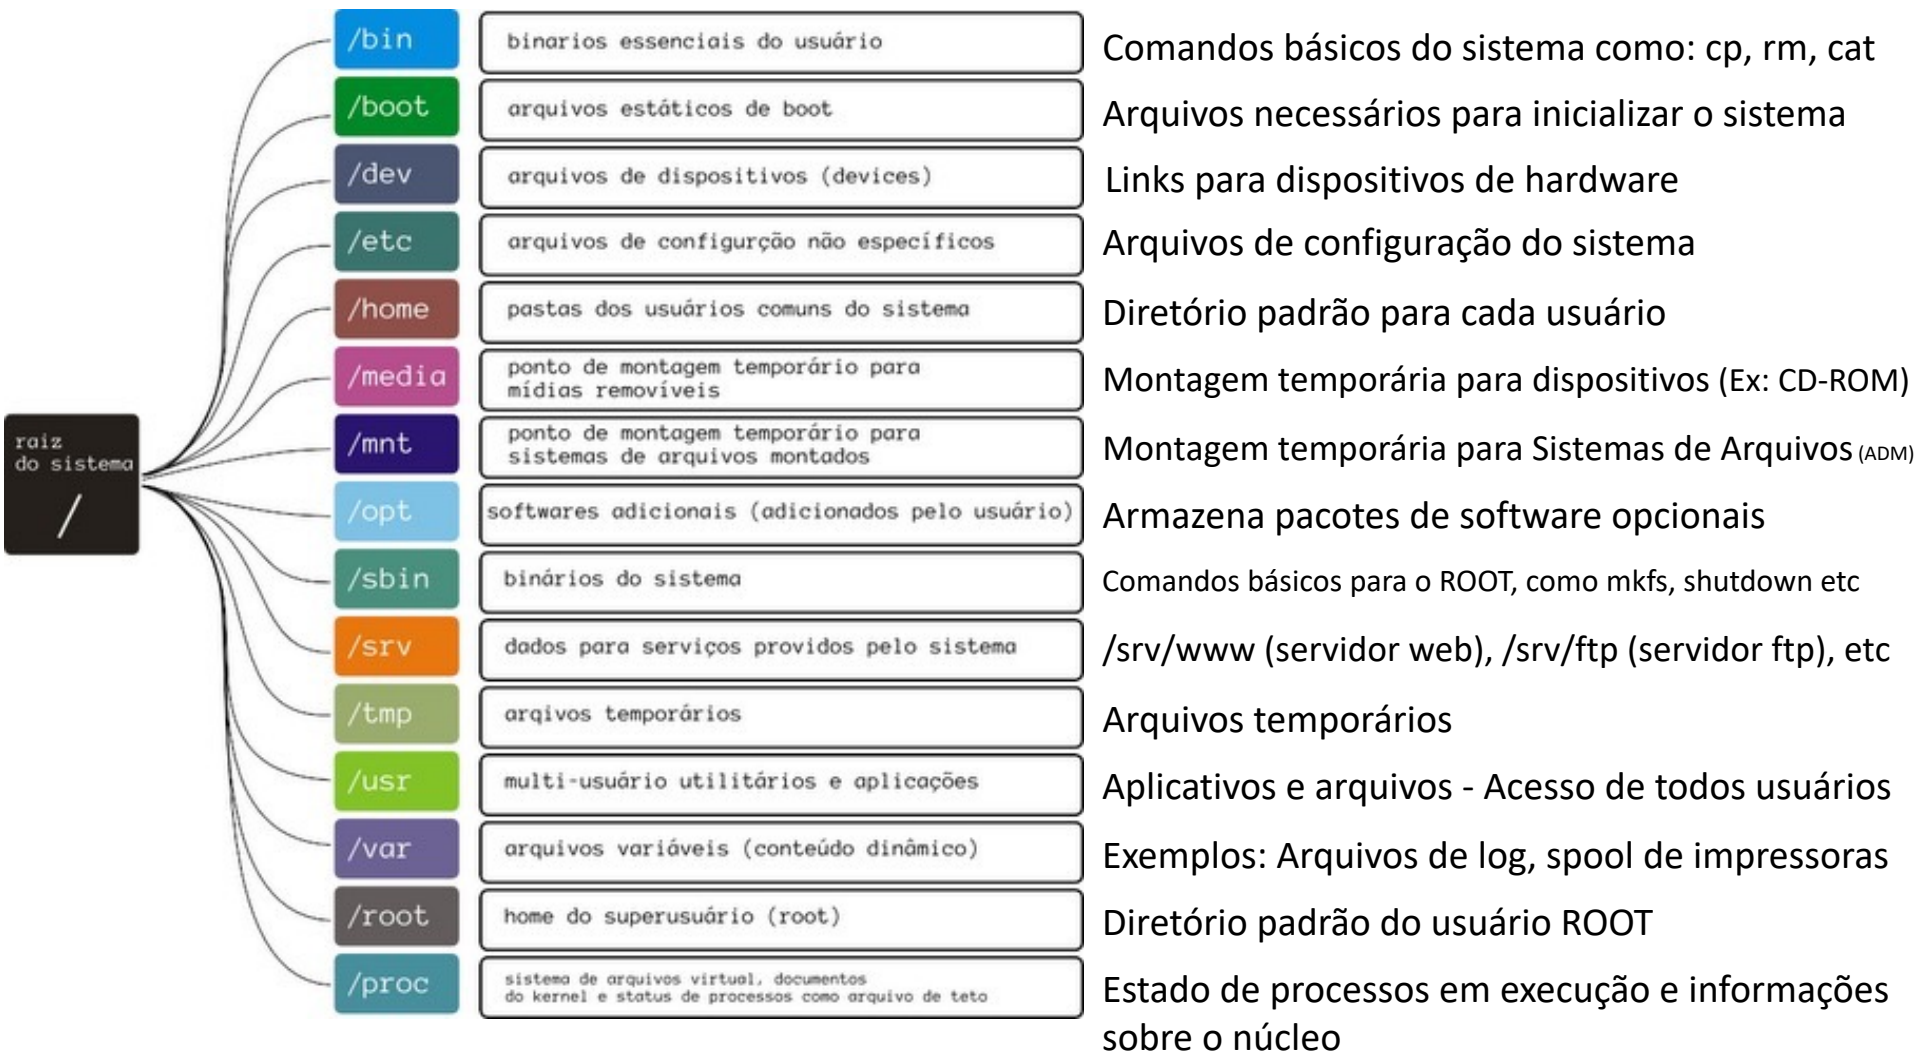 raiz
do sistema
/
/bin
binarios essenciais do usuário
Comandos básicos do sistema como: cp, rm, cat
/boot
arquivos estáticos de boot
Arquivos necessários para inicializar o sistema
/dev
arquivos de dispositivos (devices)
Links para dispositivos de hardware
/etc
arquivos de configurção não específicos
Arquivos de configuração do sistema
/home
pastas dos usuários comuns do sistema
Diretório padrão para cada usuário
/media
ponto de montagem temporário para
mídias removíveis
Montagem temporária para dispositivos (Ex: CD-ROM)
/mnt
ponto de montagem temporário para
sistemas de arquivos montados
Montagem temporária para Sistemas de Arquivos (ADM)
/opt
softwares adicionais (adicionados pelo usuário)
Armazena pacotes de software opcionais
/sbin
binários do sistema
Comandos básicos para o ROOT, como mkfs, shutdown etc
/srv
dados para serviços providos pelo sistema
/srv/www (servidor web), /srv/ftp (servidor ftp), etc
/tmp
arqivos temporários
Arquivos temporários
/usr
multi-usuário utilitários e aplicações
Aplicativos e arquivos - Acesso de todos usuários
/var
arquivos variáveis (conteúdo dinâmico)
Exemplos: Arquivos de log, spool de impressoras
/root
home do superusuário (root)
Diretório padrão do usuário ROOT
/proc
sistema de arquivos virtual, documentos
do kernel e status de processos como arquivo de teto
Estado de processos em execução e informações
sobre o núcleo